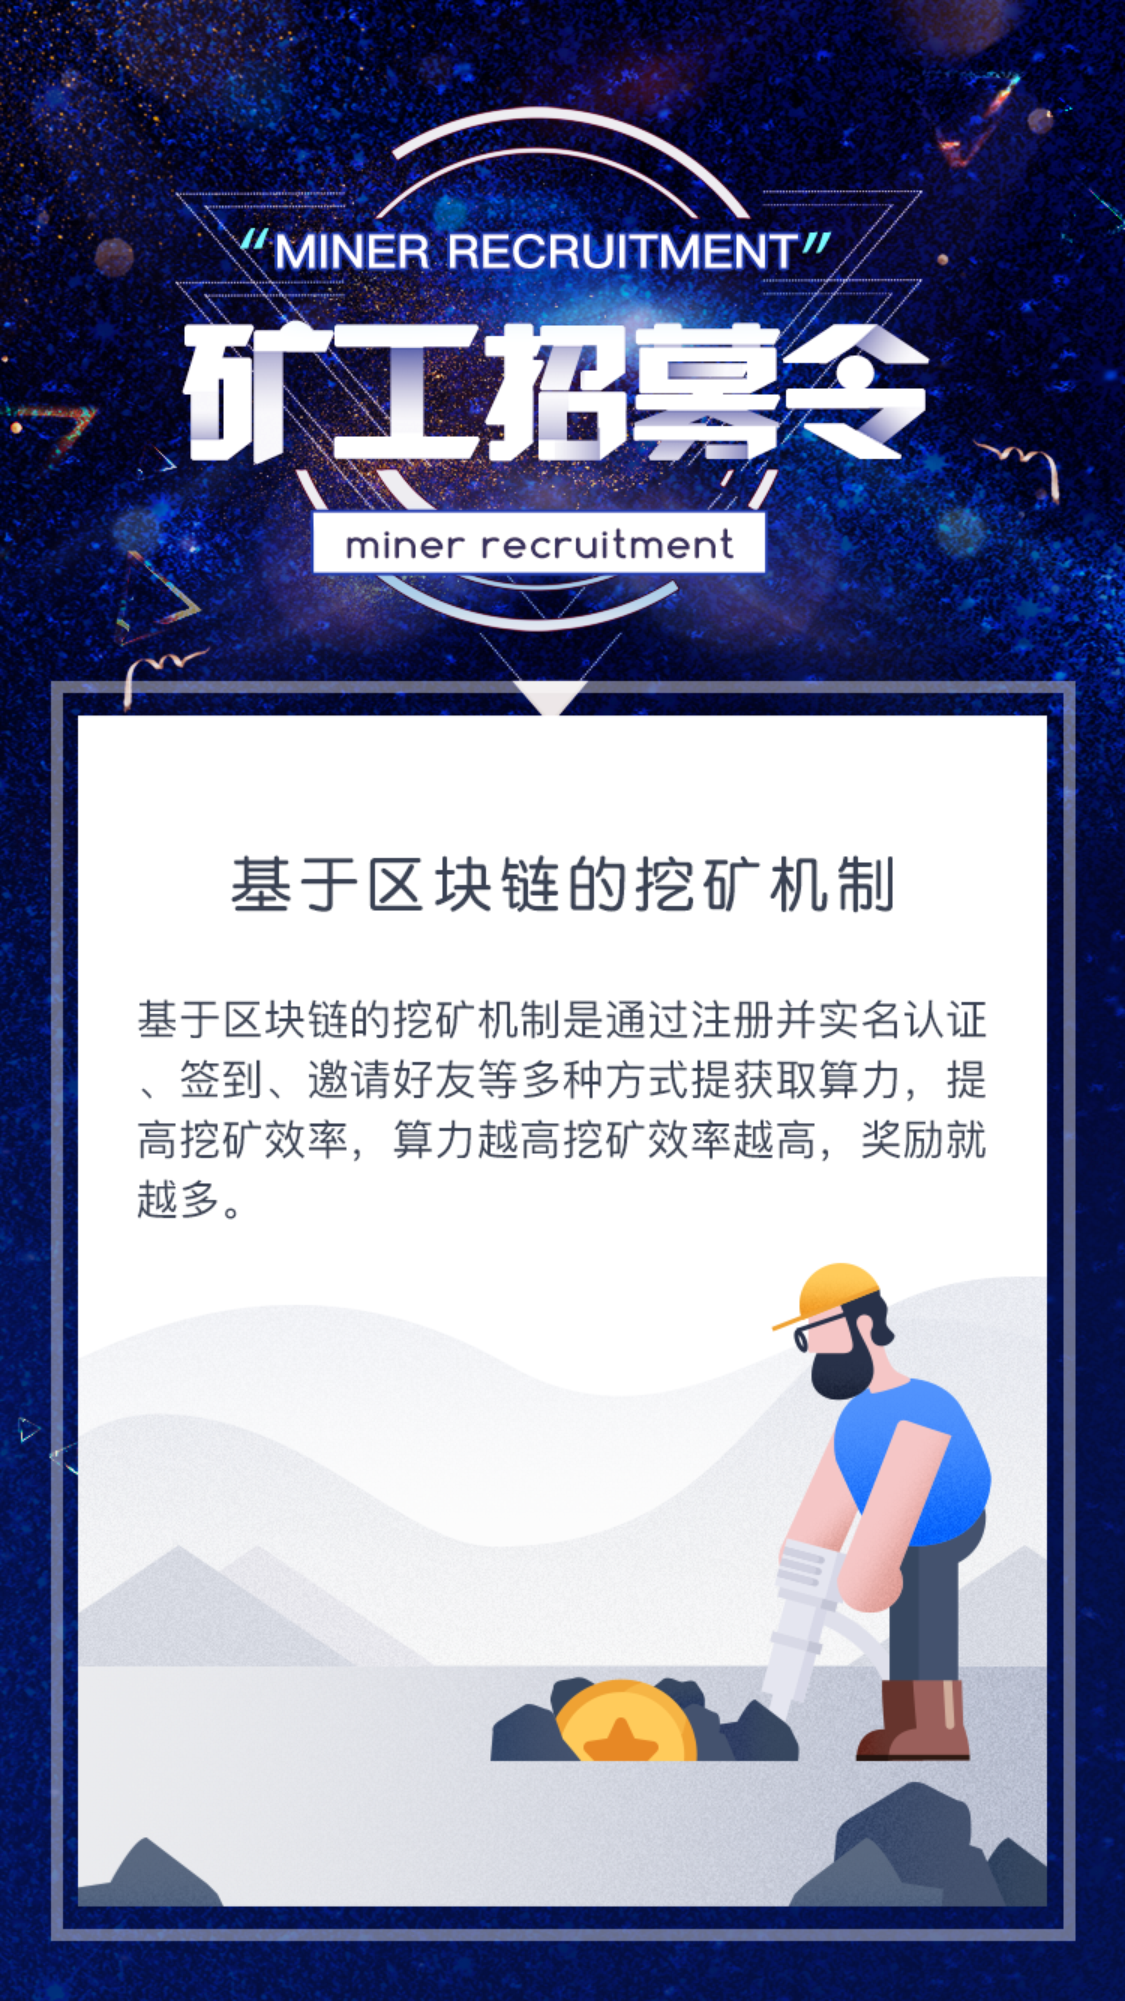 “MINER RECRUITMENT”
矿工招募令
miner recruitment
基于区块链的挖矿机制
基于区块链的挖矿机制是通过注册并实名认证
、签到、邀请好友等多种方式提获取算力，提
高挖矿效率，算力越高挖矿效率越高，奖励就
越多。